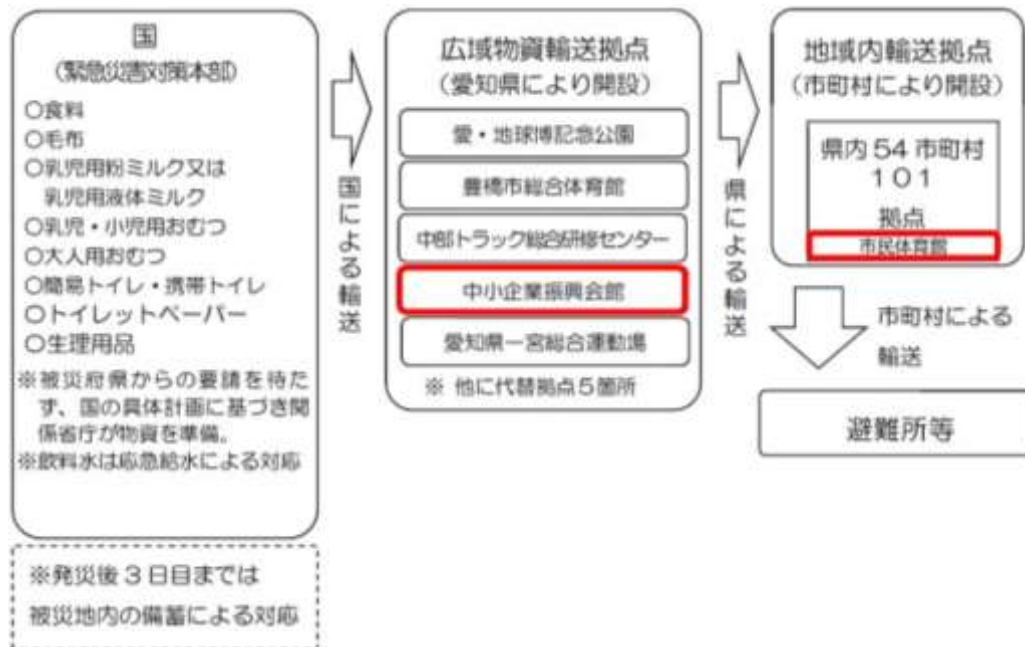 国
（緊急災害対策本部）
○食料
○毛布
○乳児用粉ミルク又は
乳児用液体ミルク
○乳児・小児用おむつ
○大人用おむつ
○簡易トイレ・携帯トイレ
○トイレットペーパー
○生理用品
※被災府県からの要請を待た
ず、国の具体計画に基づき関
係省庁が物資を準備。
※飲料水は応急給水による対応
※発災後３日目までは
被災地内の備蓄による対応
国による輸送
広域物資輸送拠点
（愛知県により開設）
愛・地球博記念公園
豊橋市総合体育館
中部トラック総合研修センター
中小企業振興会館
愛知県一宮総合運動場
※ 他に代替拠点５箇所
県による輸送
地域内輸送拠点
（市町村により開設）
県内 54 市町村
１０１
拠点
市民体育館
市町村による
輸送
避難所等